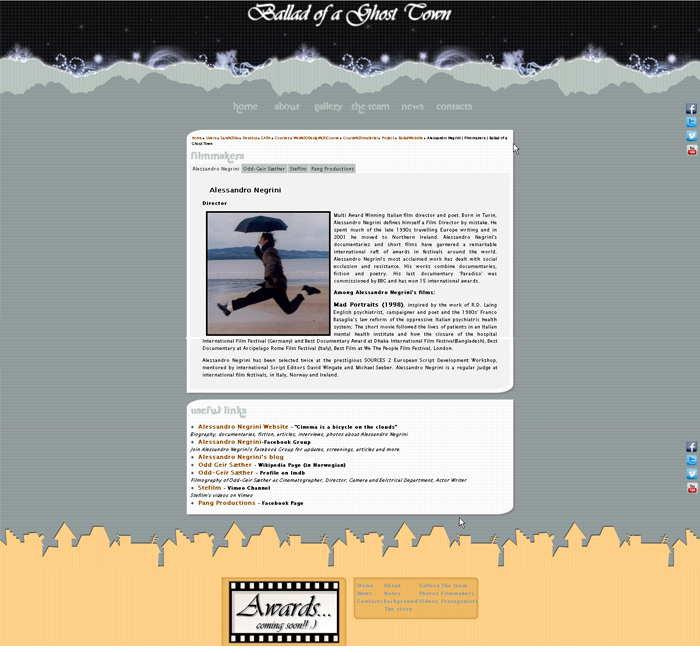 Ballad of a Ghost Town
home about gallery the team news contacts
Alessandro Negrini | Filmmakers | Ballad of a
Ghost Town
filmmakers
Alessandro Negrini Odd-Geir Sæther Stefilm Pang Productions
Alessandro Negrini
Director
Multi Award Winning Italian film director and poet. Born in Turin,
Alessandro Negrini defines himself a Film Director by mistake. He
spent much of the late 1990s travelling Europe writing and in
2001 he moved to Northern Ireland. Alessandro Negrini's
documentaries and short films have garnered a remarkable
international raft of awards in festivals around the world.
Alessandro Negrini's most acclaimed work has dealt with social
exclusion and resistance. His works combine documentaries,
fiction and poetry. His last documentary 'Paradiso' was
commissioned by BBC and has won 15 international awards.
Among Alessandro Negrini's films:
Mad Portraits (1998), inspired by the work of R.D. Laing
English psychiatrist, campaigner and poet and the 1980s' Franco
Basaglia's law reform of the oppressive Italian psychiatric health
system; The short movie followed the lives of patients in an Italian
mental health institute and how the closure of the hospital
International Film Festival (Germany) and Best Documentary Award at Dhaka International Film Festival(Bangladesh), Best
Documentary at Arcipelago Rome Film Festival (Italy), Best Film at We The People Film Festival, London.
Alessandro Negrini has been selected twice at the prestigious SOURCES 2 European Script Development Workshop,
mentored by international Script Editors David Wingate and Michael Seeber. Alessandro Negrini is a regular judge at
international film festivals, in Italy, Norway and Ireland.
useful links
Alessandro Negrini Website - "Cinema is a bicycle on the clouds"
Biography, documentaries, fiction, articles, interviews, photos about Alessandro Negrini
Alessandro Negrini-Facebook Group
Join Alessandro Negrini's Facebook Group for updates, screenings, articles and more.
Alessandro Negrini's blog
Odd Geir Sæther - Wikipedia Page (in Norwegian)
Odd-Geir Sæther - Profile on Imdb
Filmography of Odd-Geir Sæther as Cinematorgrapher, Director, Camera and Eelctrical Department, Actor Writer
Stefilm - Vimeo Channel
Stefilm's videos on Vimeo
Pang Productions - Facebook Page
Awards...
coming soon!! :)
Home About Gallery The team
News Notes Photos Filmmakers
Contacts Background Videos Protagonists
The story